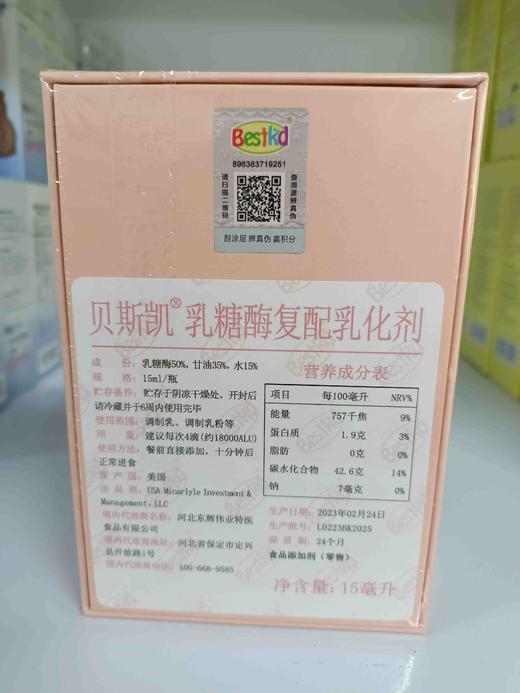 Bestkd®
896363719251
请扫描二维码
查溯源辨真伪
刮涂层 辨真伪 赢积分
贝斯凯®乳糖酶复配乳化剂
成 份：乳糖酶50%，甘油35%，水15%
规 格：15ml/瓶
贮存条件：贮存于阴凉干燥处。开封后
请冷藏并于6周内使用完毕
使用范围：调制乳、调制乳粉等
用 量：建议每次4滴(约18000ALU)
使用方法：餐前直接添加，十分钟后
正常进食
原 产 国：美国
出 品 商：USA Micarlyle Investment &
Management,LLC
境内代理商名称：河北东辉伟业特医
食品有限公司
境内代理商地址：河北省保定市定兴
县开放路1号
境内代理商电话：400-668-9585
营养成分表
项目 每100毫升 NRV%
能量 757千焦 9%
蛋白质 1.9克 3%
脂肪 0克 0%
碳水化合物 42.6克 14%
钠 7毫克 0%
生产日期：2023年02月24日
生产批号：L0223BK2025
保 质 期：24个月
食品添加剂（零售）
净含量：15毫升